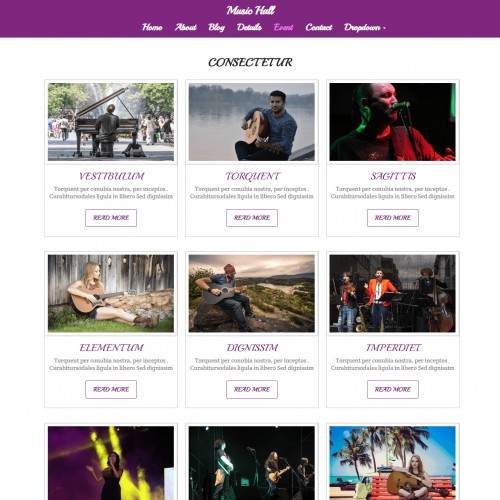 Music Hall
Home About Blog Details Event Contact Dropdown
CONSECTETUR
VESTIBULUM
Torquent per conubia nostra, per inceptos..
Curabitursodales ligula in libero Sed dignissim
READ MORE
TORQUENT
Torquent per conubia nostra, per inceptos..
Curabitursodales ligula in libero Sed dignissim
READ MORE
SAGITTIS
Torquent per conubia nostra, per inceptos..
Curabitursodales ligula in libero Sed dignissim
READ MORE
ELEMENTUM
Torquent per conubia nostra, per inceptos..
Curabitursodales ligula in libero Sed dignissim
READ MORE
DIGNISSIM
Torquent per conubia nostra, per inceptos..
Curabitursodales ligula in libero Sed dignissim
READ MORE
IMPERDIET
Torquent per conubia nostra, per inceptos..
Curabitursodales ligula in libero Sed dignissim
READ MORE